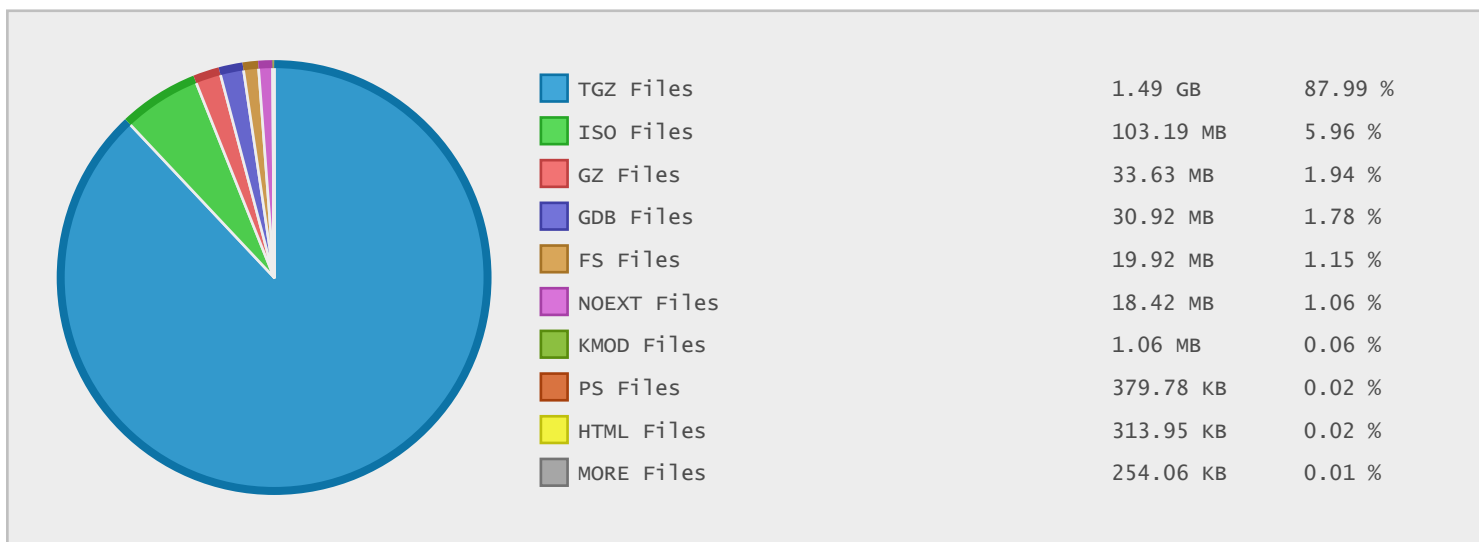 TGZ Files 1.49 GB 87.99 %
ISO Files 103.19 MB 5.96 %
GZ Files 33.63 MB 1.94 %
GDB Files 30.92 MB 1.78 %
FS Files 19.92 MB 1.15 %
NOEXT Files 18.42 MB 1.06 %
KMOD Files 1.06 MB 0.06 %
PS Files 379.78 KB 0.02 %
HTML Files 313.95 KB 0.02 %
MORE Files 254.06 KB 0.01 %